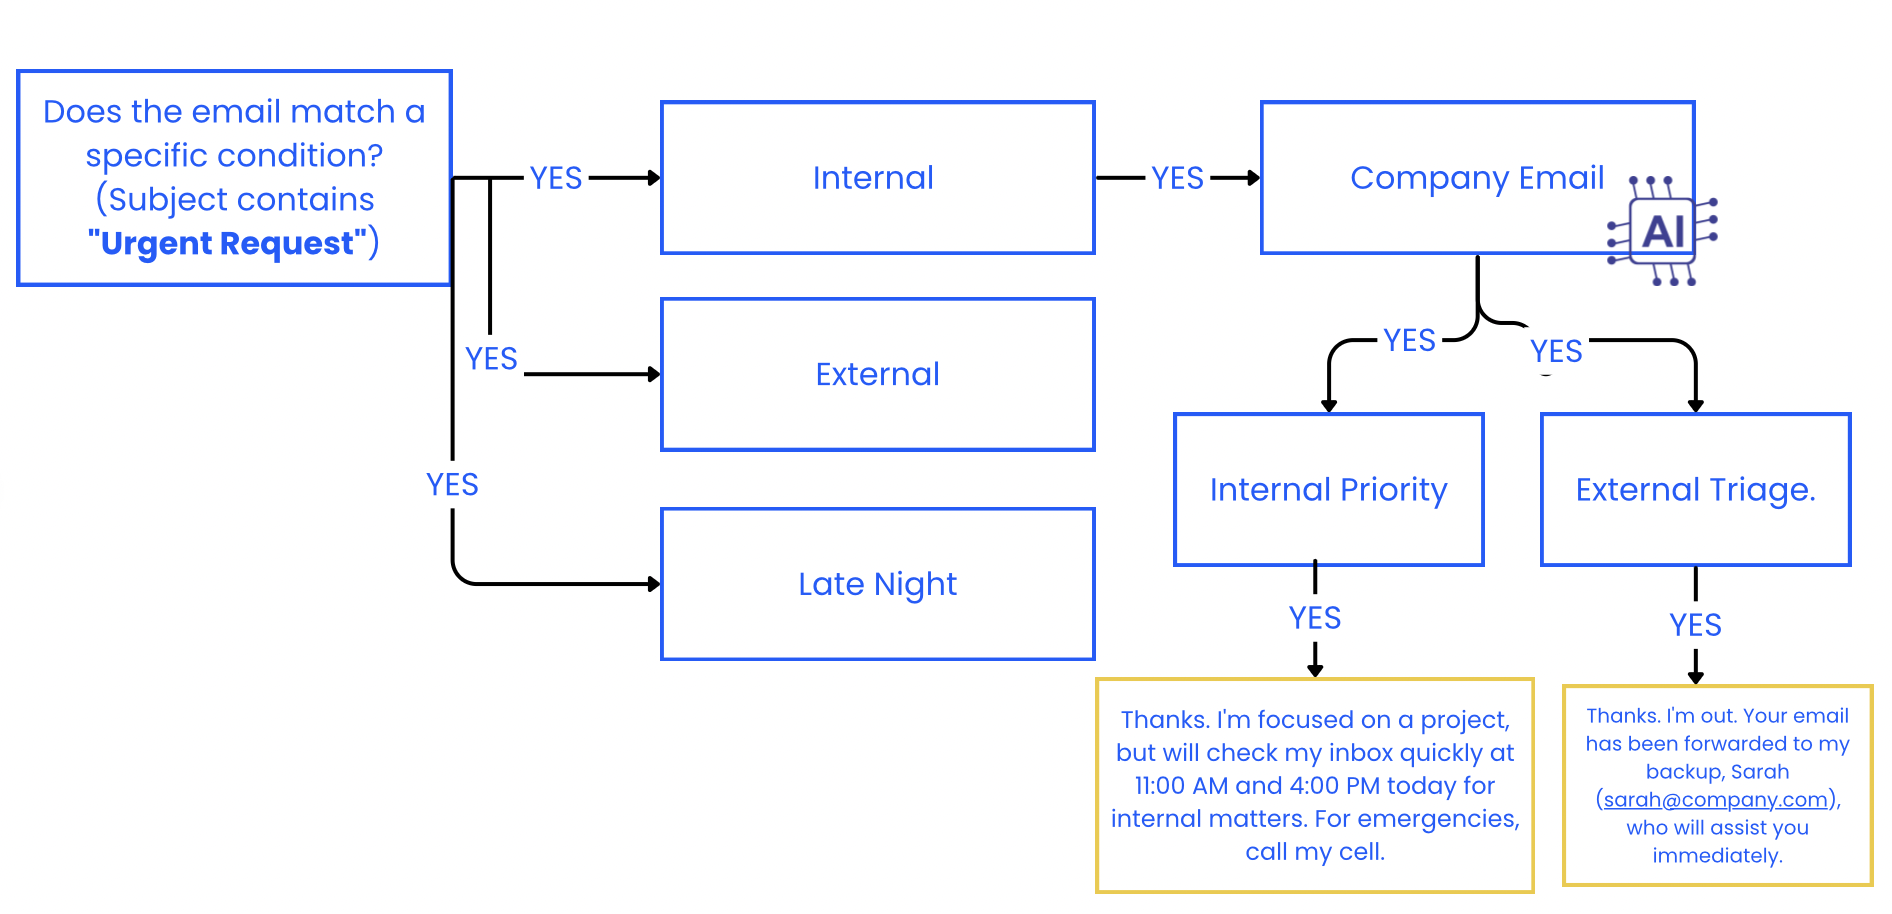 Does the email match a
specific condition?
(Subject contains
"Urgent Request")
YES
Internal
YES
Company Email
AI
YES
External
YES
Late Night
YES
YES
Internal Priority
External Triage.
YES
YES
Thanks. I'm focused on a project,
but will check my inbox quickly at
11:00 AM and 4:00 PM today for
internal matters. For emergencies,
call my cell.
Thanks. I'm out. Your email
has been forwarded to my
backup, Sarah
(sarah@company.com),
who will assist you
immediately.